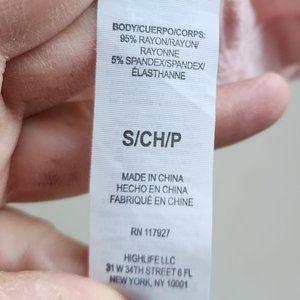 BODY/CUERPO/CORPS:
95% RAYON/RAYON/
RAYONNE
5% SPANDEX/SPANDEX/
ÉLASTHANNE
S/CH/P
MADE IN CHINA
HECHO EN CHINA
FABRIQUÉ EN CHINE
RN 117927
HIGHLIFE LLC
31 W 34TH STREET 6 FL
NEW YORK, NY 10001